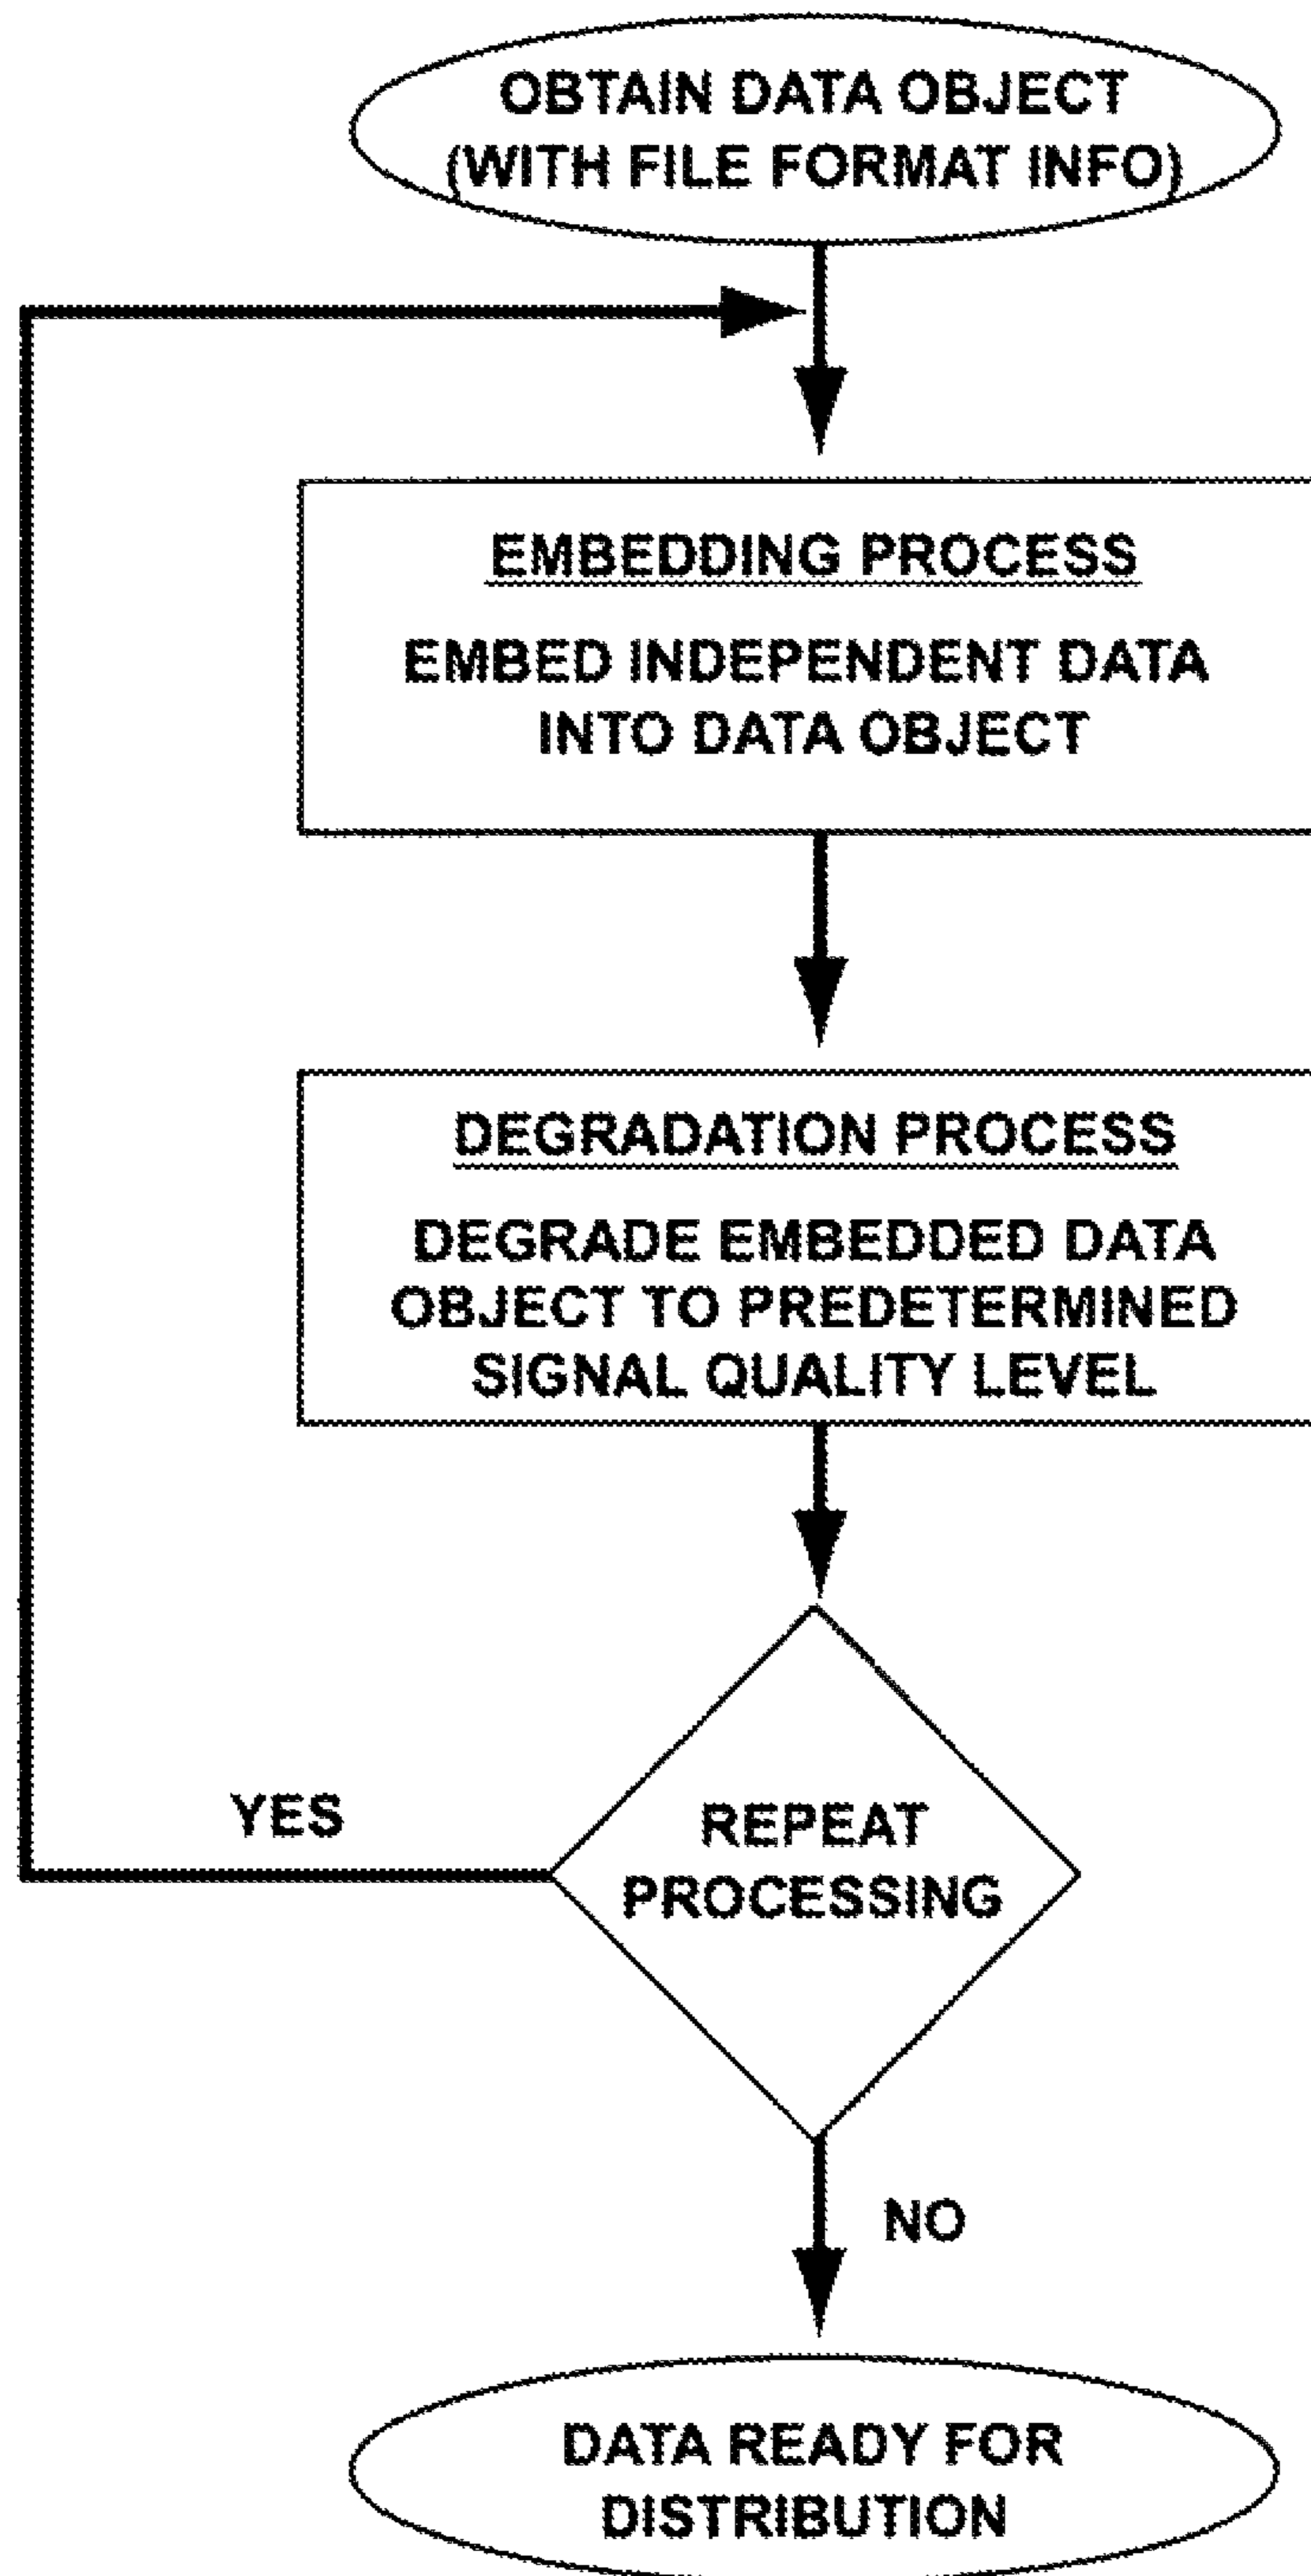 OBTAIN DATA OBJECT
(WITH FILE FORMAT INFO)
EMBEDDING PROCESS
EMBED INDEPENDENT DATA
INTO DATA OBJECT
DEGRADATION PROCESS
DEGRADE EMBEDDED DATA
OBJECT TO PREDETERMINED
SIGNAL QUALITY LEVEL
YES
REPEAT
PROCESSING
NO
DATA READY FOR
DISTRIBUTION